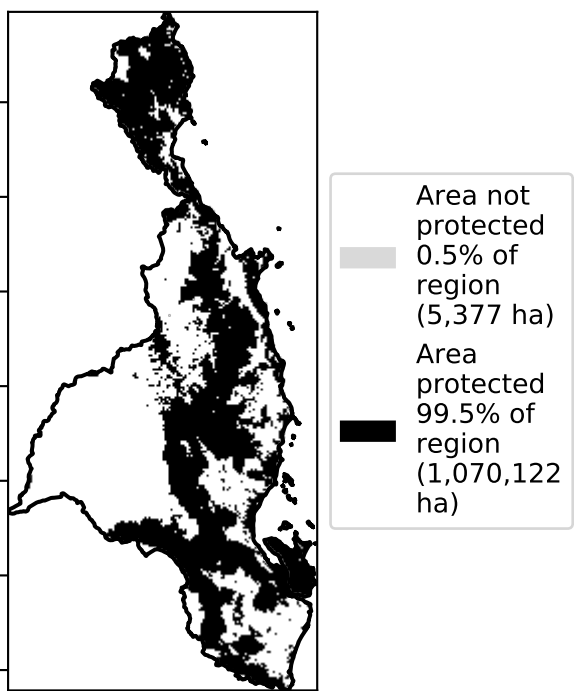 Area not
protected
0.5% of
region
(5,377 ha)
Area
protected
99.5% of
region
(1,070,122
ha)